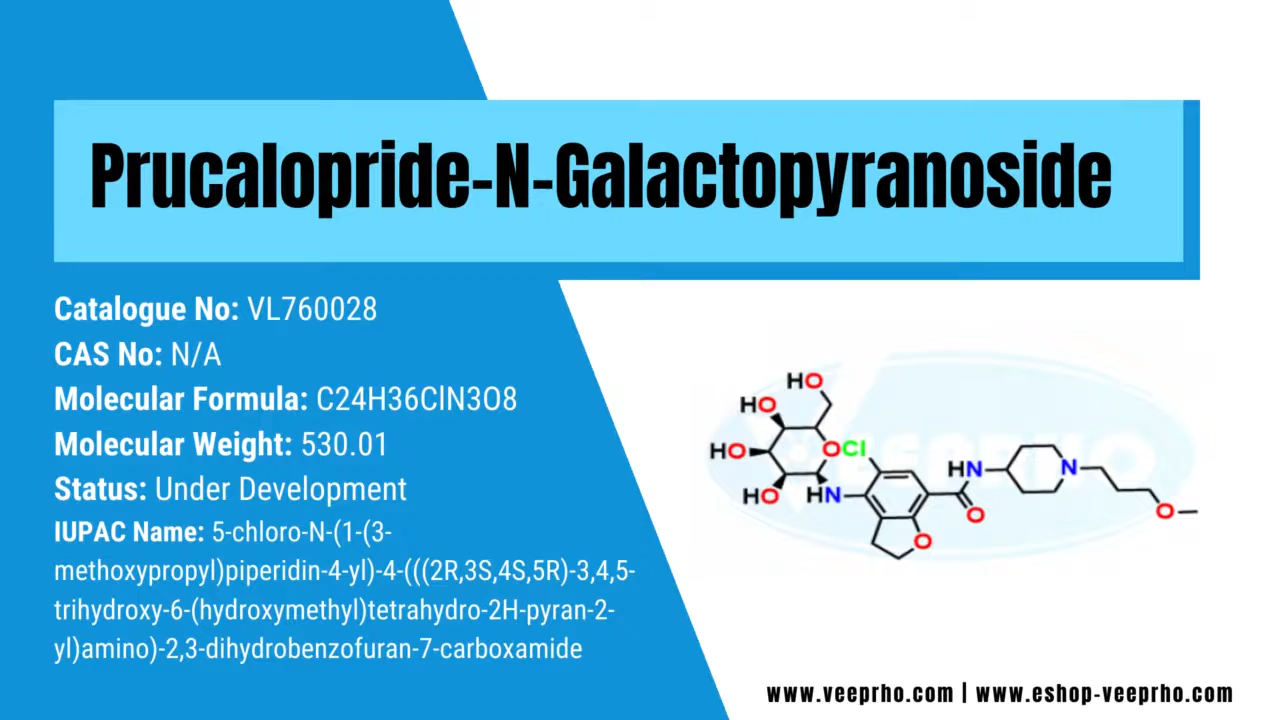 Prucalopride-N-Galactopyranoside
Catalogue No: VL760028
CAS No: N/A
Molecular Formula: C24H36ClN3O8
Molecular Weight: 530.01
Status: Under Development
IUPAC Name: 5-chloro-N-(1-(3-
methoxypropyl)piperidin-4-yl)-4-(((2R,3S,4S,5R)-3,4,5-
trihydroxy-6-(hydroxymethyl)tetrahydro-2H-pyran-2-
yl)amino)-2,3-dihydrobenzofuran-7-carboxamide
HO
HO
HO
O
Cl
VEEPRHO
HN
N
HO
HN
O
O
O
www.veeprho.com | www.eshop-veeprho.com